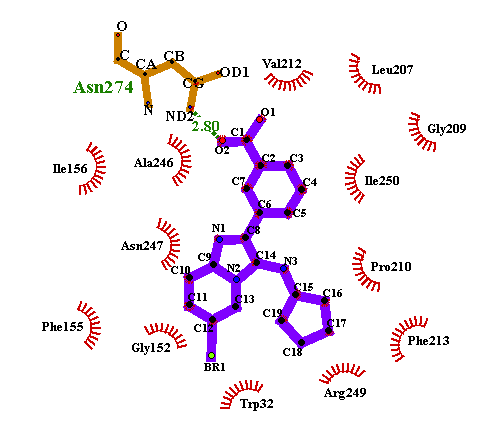 O
C
CA
CB
CG
OD1
Asn274
N
ND2
2.80
Val212
Leu207
Gly209
O1
C1
O2
C2
C3
Ile156
Ala246
C7
C4
Ile250
C6
C5
N1
C8
Asn247
C14
C9
N3
C10
N2
Pro210
C15
C16
C11
C13
C19
C17
Phe155
Gly152
C12
C18
Phe213
BR1
Trp32
Arg249